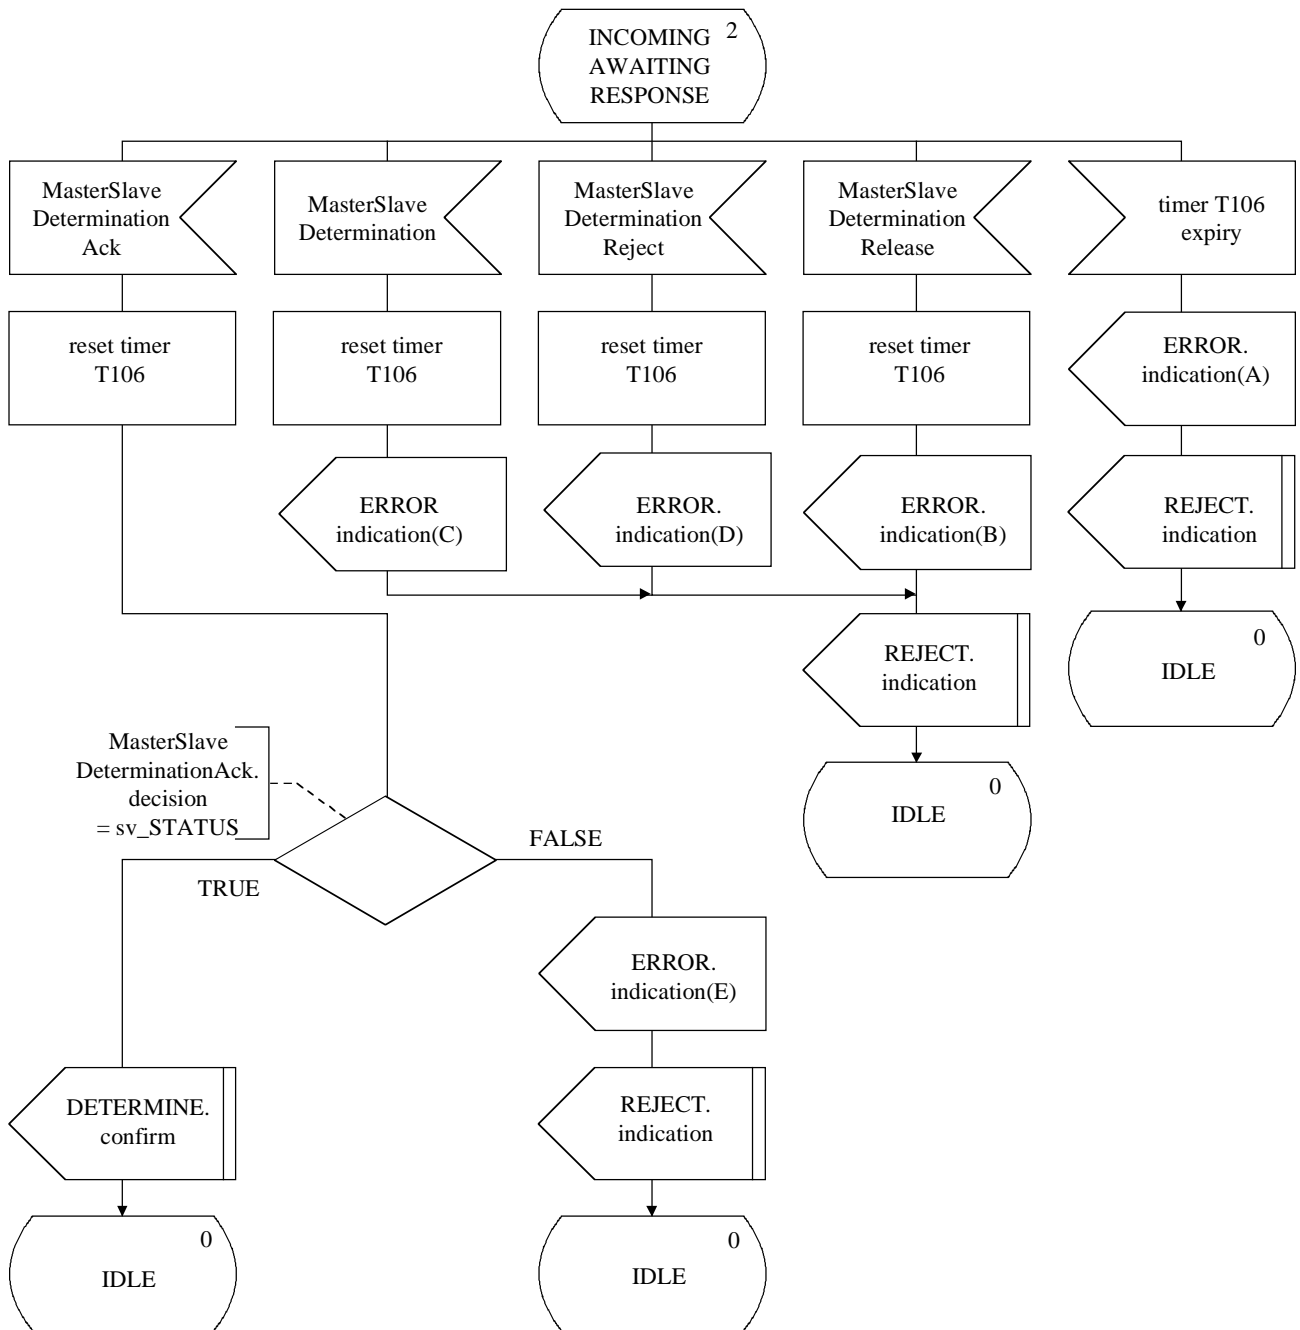 INCOMING 2
AWAITING
RESPONSE
MasterSlave
Determination
Ack
MasterSlave
Determination
MasterSlave
Determination
Reject
MasterSlave
Determination
Release
timer T106
expiry
reset timer
T106
reset timer
T106
reset timer
T106
reset timer
T106
ERROR.
indication(A)
ERROR
indication(C)
ERROR.
indication(D)
ERROR.
indication(B)
REJECT.
indication
REJECT.
indication
0
IDLE
0
IDLE
MasterSlave
DeterminationAck.
decision
= sv_STATUS
TRUE
FALSE
ERROR.
indication(E)
DETERMINE.
confirm
REJECT.
indication
0
IDLE
0
IDLE